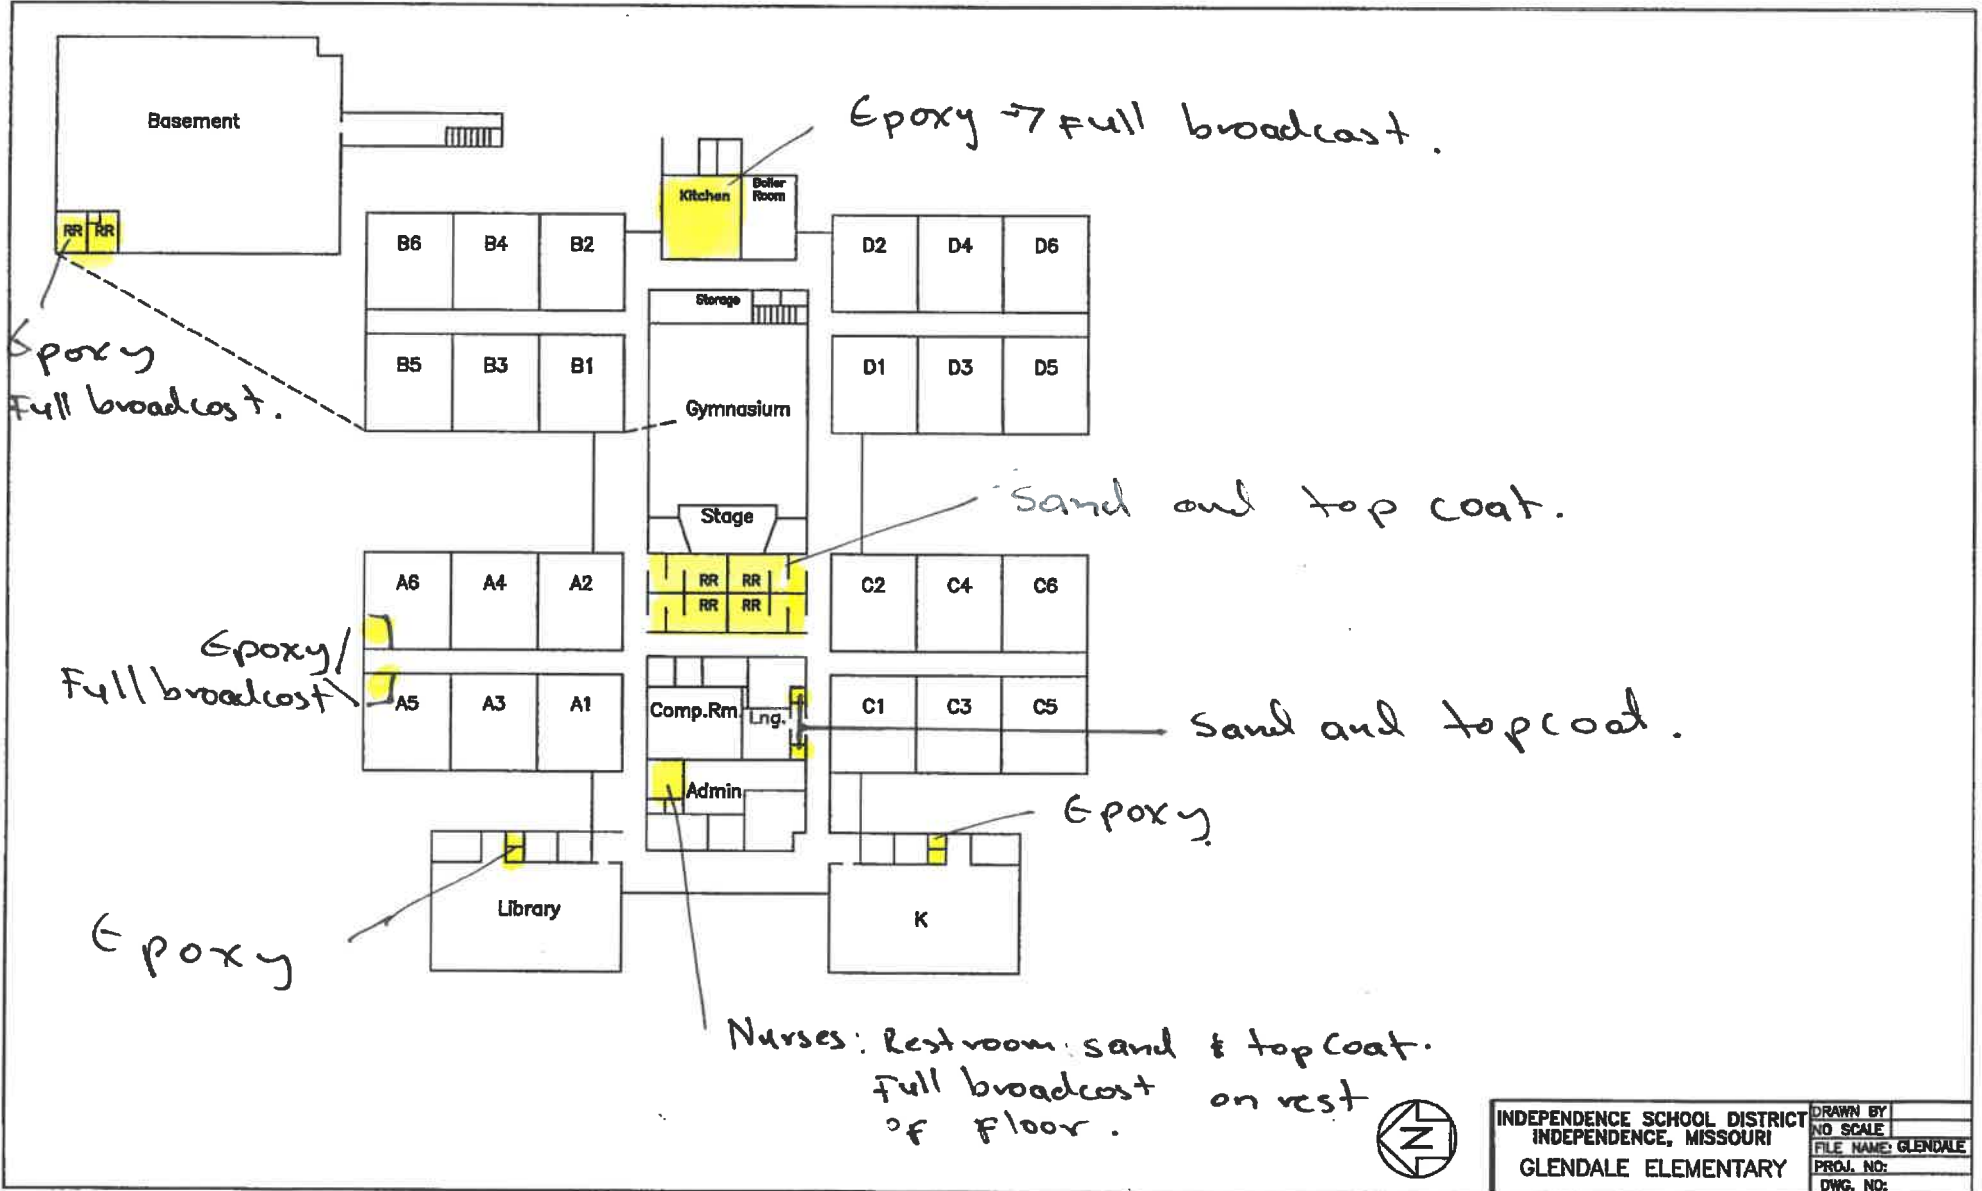 Basement
Epoxy → Full broadcast.
Kitchen
Boiler
Room
RR RR
B6 B4 B2
D2 D4 D6
Storage
Epoxy
Full broadcost.
B5 B3 B1
D1 D3 D5
Gymnasium
Sand and top coat.
Stage
A6 A4 A2
RR RR
RR RR
C2 C4 C6
Epoxy
Full broadcost
A5 A3 A1
Comp.Rm.
Lng.
C1 C3 C5
Sand and topcoat.
Admin
Epoxy
Library
K
Epoxy
Nurses: Restroom: sand & top Coat.
Full broadcost on rest
of floor.
N
INDEPENDENCE SCHOOL DISTRICT
INDEPENDENCE, MISSOURI
GLENDALE ELEMENTARY
DRAWN BY
NO SCALE
FILE NAME: GLENDALE
PROJ. NO:
DWG. NO: